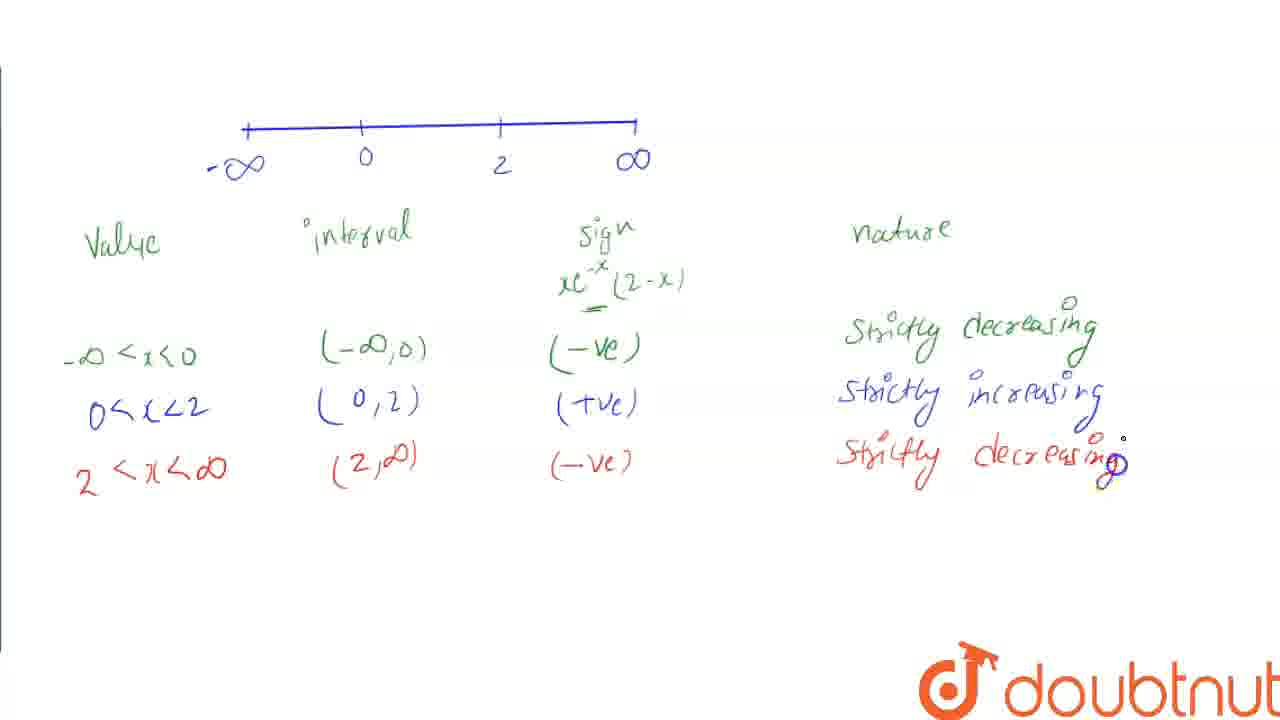 -∞ 0 2 ∞
Value interval sign nature
xe^-x (2-x)
-∞ < x < 0 (-∞, 0) (-ve) Strictly decreasing
0 < x < 2 (0, 2) (+ve) Strictly increasing
2 < x < ∞ (2, ∞) (-ve) Strictly decreasing
doubtnut